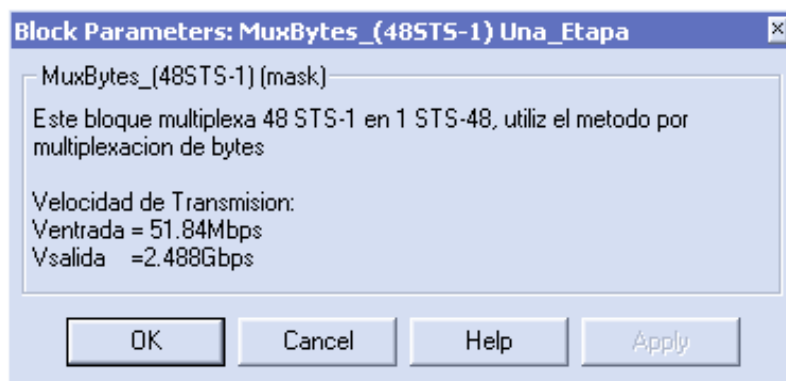 Block Parameters: MuxBytes_(48STS-1) Una_Etapa
MuxBytes_(48STS-1) (mask)
Este bloque multiplexa 48 STS-1 en 1 STS-48, utiliz el metodo por
multiplexacion de bytes
Velocidad de Transmision:
Ventrada = 51.84Mbps
Vsalida =2.488Gbps
OK Cancel Help Apply